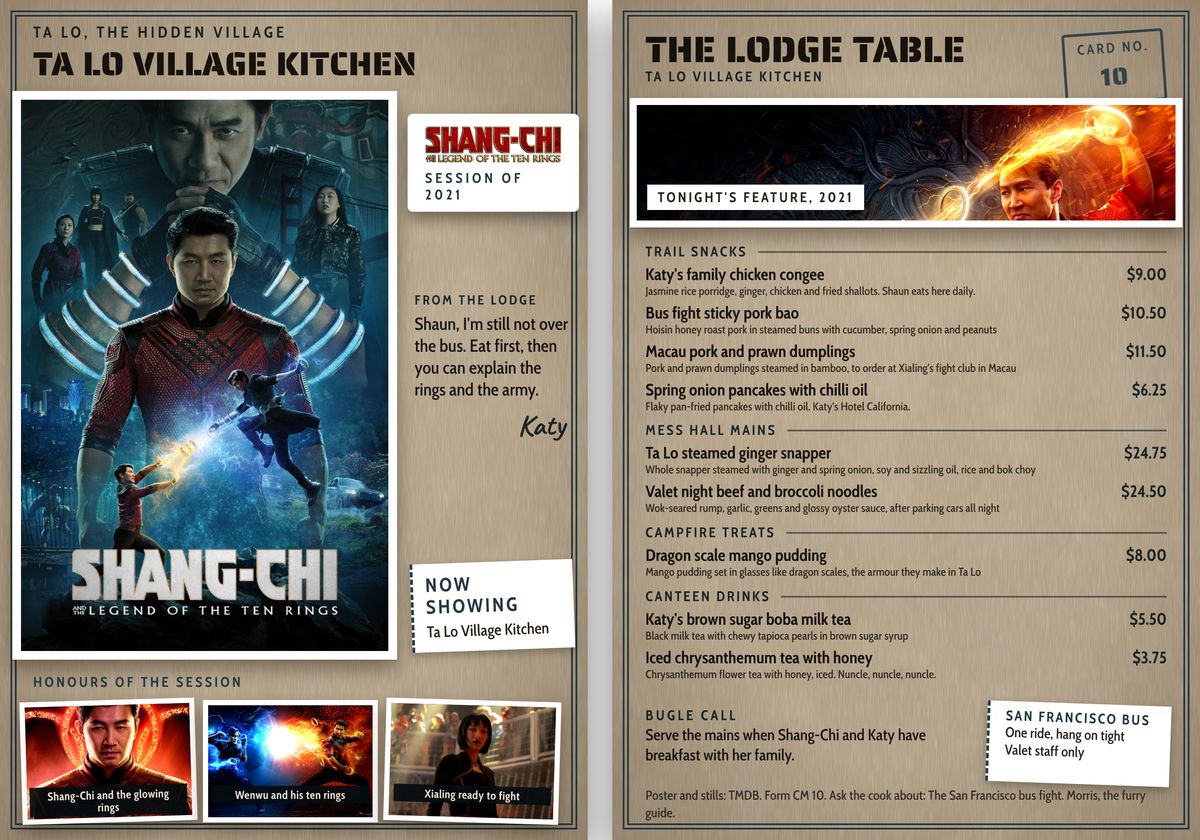 TA LO, THE HIDDEN VILLAGE
TA LO VILLAGE KITCHEN
SHANG-CHI
AND THE LEGEND OF THE TEN RINGS
SHANG-CHI
AND THE LEGEND OF THE TEN RINGS
SESSION OF
2021
FROM THE LODGE
Shaun, I'm still not over
the bus. Eat first, then
you can explain the
rings and the army.
Katy
NOW
SHOWING
Ta Lo Village Kitchen
HONOURS OF THE SESSION
Shang-Chi and the glowing
rings
Wenwu and his ten rings
Xialing ready to fight
THE LODGE TABLE
TA LO VILLAGE KITCHEN
CARD NO.
10
TONIGHT'S FEATURE, 2021
TRAIL SNACKS
Katy's family chicken congee $9.00
Jasmine rice porridge, ginger, chicken and fried shallots. Shaun eats here daily.
Bus fight sticky pork bao $10.50
Hoisin honey roast pork in steamed buns with cucumber, spring onion and peanuts
Macau pork and prawn dumplings $11.50
Pork and prawn dumplings steamed in bamboo, to order at Xialing's fight club in Macau
Spring onion pancakes with chilli oil $6.25
Flaky pan-fried pancakes with chilli oil. Katy's Hotel California.
MESS HALL MAINS
Ta Lo steamed ginger snapper $24.75
Whole snapper steamed with ginger and spring onion, soy and sizzling oil, rice and bok choy
Valet night beef and broccoli noodles $24.50
Wok-seared rump, garlic, greens and glossy oyster sauce, after parking cars all night
CAMPFIRE TREATS
Dragon scale mango pudding $8.00
Mango pudding set in glasses like dragon scales, the armour they make in Ta Lo
CANTEEN DRINKS
Katy's brown sugar boba milk tea $5.50
Black milk tea with chewy tapioca pearls in brown sugar syrup
Iced chrysanthemum tea with honey $3.75
Chrysanthemum flower tea with honey, iced. Nuncle, nuncle, nuncle.
BUGLE CALL
Serve the mains when Shang-Chi and Katy have
breakfast with her family.
SAN FRANCISCO BUS
One ride, hang on tight
Valet staff only
Poster and stills: TMDB. Form CM 10. Ask the cook about: The San Francisco bus fight. Morris, the furry
guide.